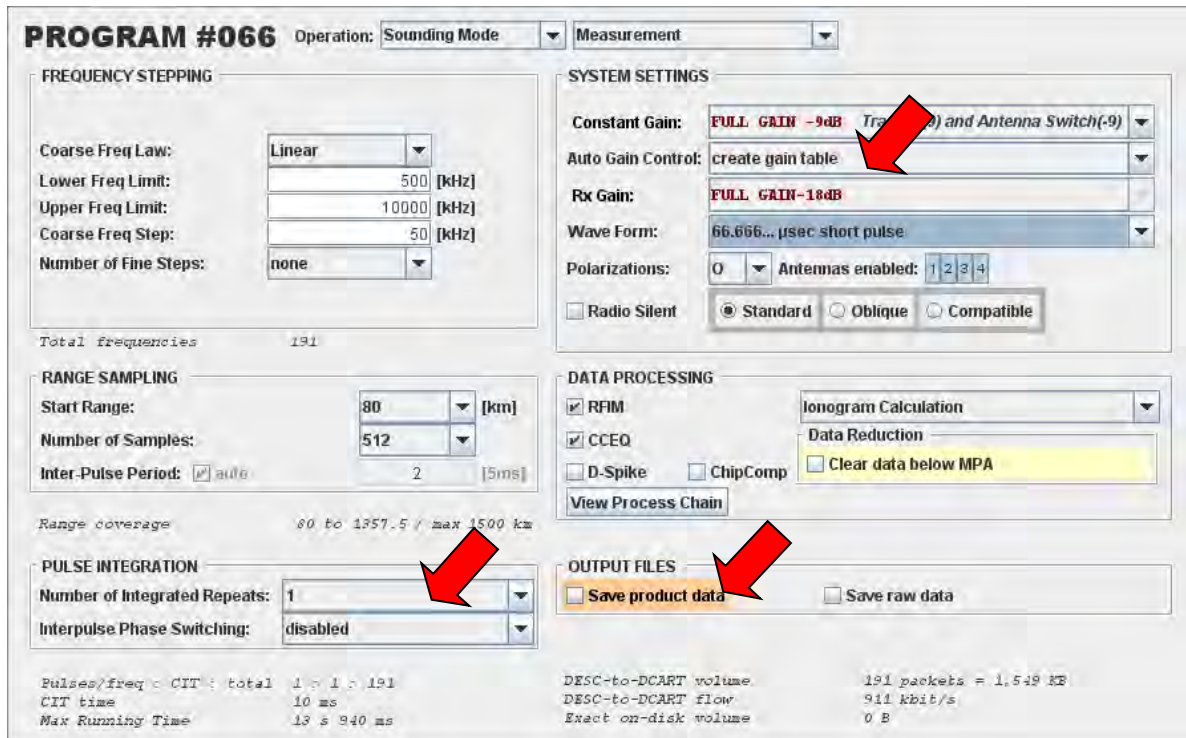 PROGRAM #066 Operation: Sounding Mode Measurement
FREQUENCY STEPPING
Coarse Freq Law: Linear
Lower Freq Limit: 500 [kHz]
Upper Freq Limit: 10000 [kHz]
Coarse Freq Step: 50 [kHz]
Number of Fine Steps: none
Total frequencies 191
SYSTEM SETTINGS
Constant Gain: FULL GAIN -9dB and Antenna Switch(-9)
Auto Gain Control: create gain table
Rx Gain: FULL GAIN-18dB
Wave Form: 66.666... µsec short pulse
Polarizations: O Antennas enabled: 1 2 3 4
Radio Silent Standard Oblique Compatible
RANGE SAMPLING
Start Range: 80 [km]
Number of Samples: 512
Inter-Pulse Period: auto 2 [5ms]
Range coverage 80 to 1357.5 / max 1500 km
DATA PROCESSING
RFIM Ionogram Calculation
CCEQ Data Reduction
D-Spike ChipComp Clear data below MPA
View Process Chain
PULSE INTEGRATION
Number of Integrated Repeats: 1
Interpulse Phase Switching: disabled
OUTPUT FILES
Save product data Save raw data
Pulses/freq : CIT : total 1 : 1 : 191
CIT time 10 ms
Max Running Time 13 s 940 ms
DESC-to-DCART volume 191 packets = 1,549 KB
DESC-to-DCART flow 911 kbit/s
Exact on-disk volume 0 B